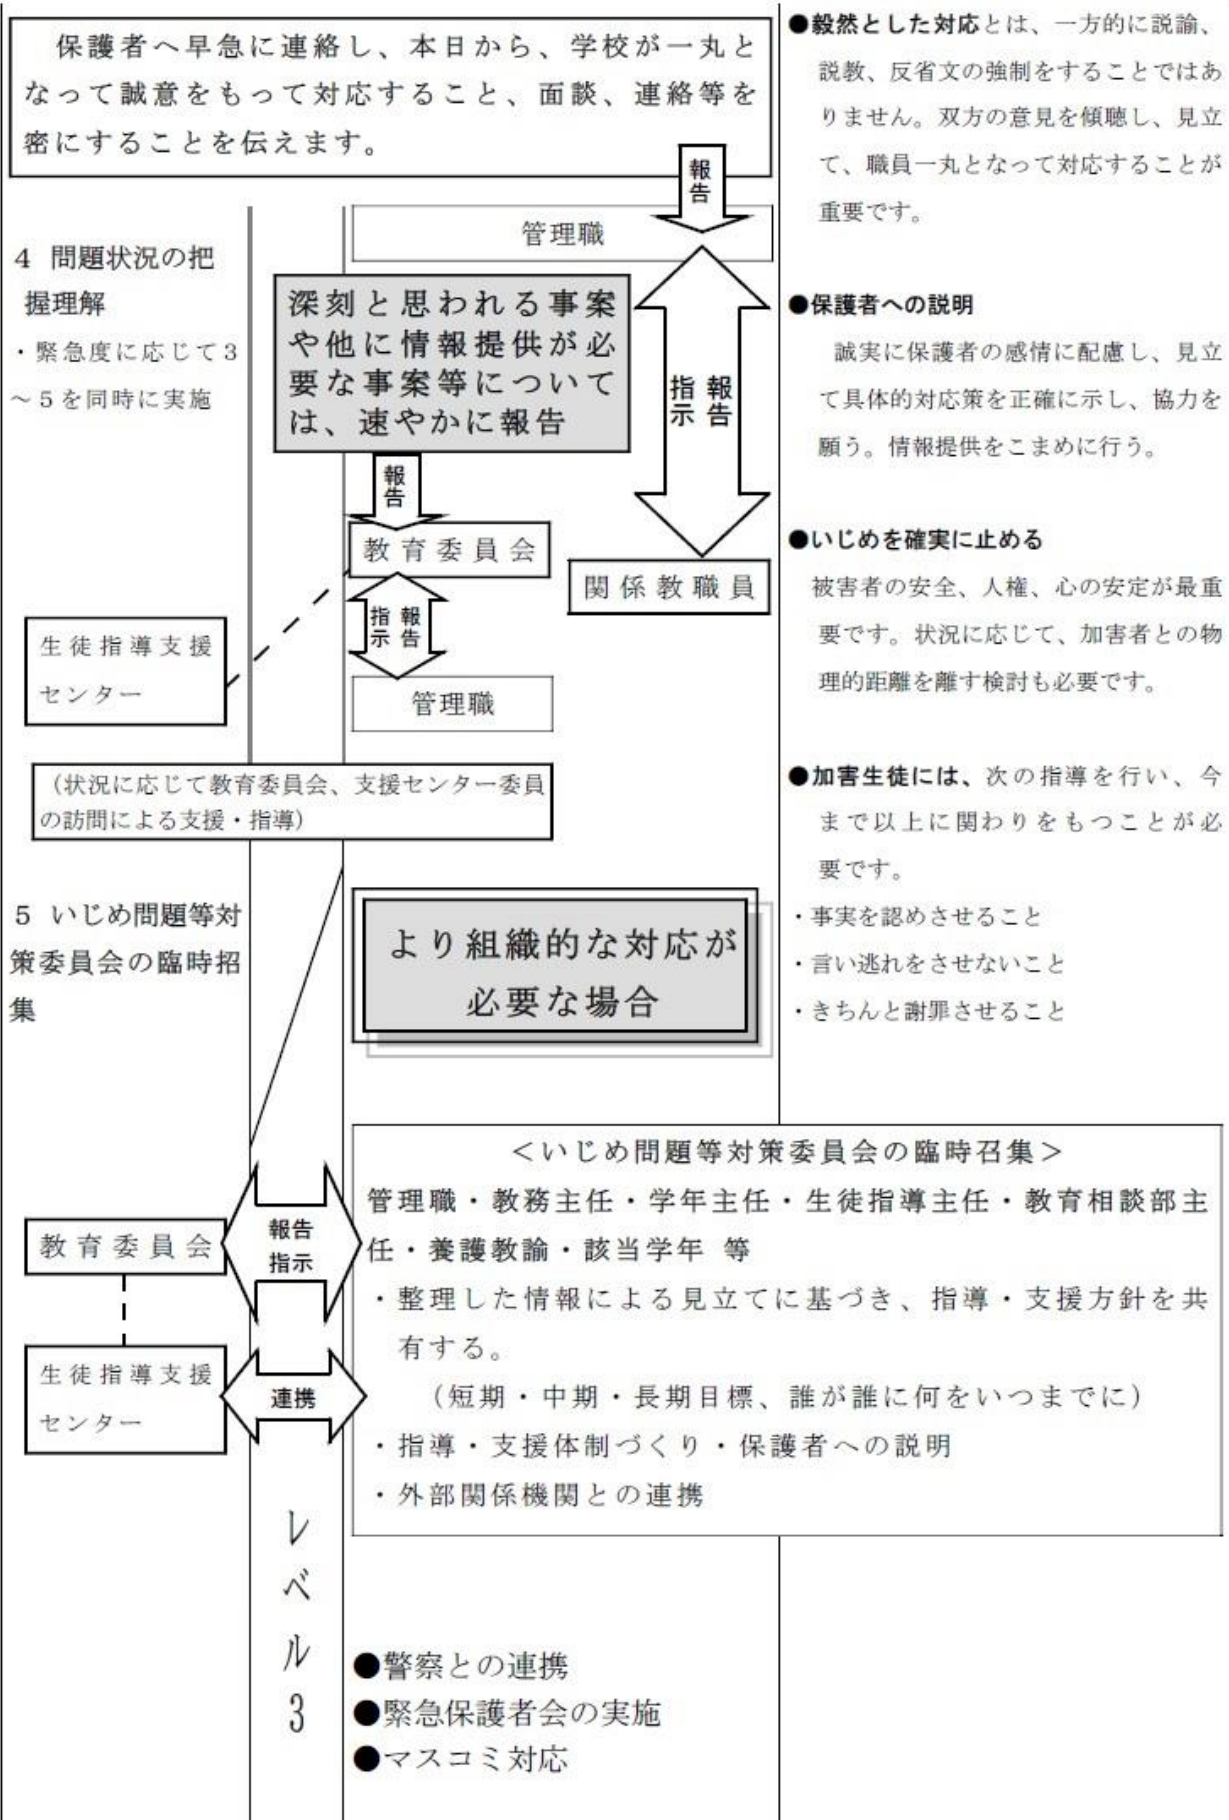 保護者へ早急に連絡し、本日から、学校が一丸と
なって誠意をもって対応すること、面談、連絡等を
密にすることを伝えます。
報告
管理職
4 問題状況の把
握理解
・緊急度に応じて3
～5を同時に実施
深刻と思われる事案
や他に情報提供が必
要な事案等について
は、速やかに報告
指示 報告
報告
教育委員会
関係教職員
指示 報告
生徒指導支援
センター
管理職
（状況に応じて教育委員会、支援センター委員
の訪問による支援・指導）
5 いじめ問題等対
策委員会の臨時招
集
より組織的な対応が
必要な場合
●毅然とした対応とは、一方的に説諭、
説教、反省文の強制をすることではあ
りません。双方の意見を傾聴し、見立
て、職員一丸となって対応することが
重要です。
●保護者への説明
誠実に保護者の感情に配慮し、見立
て具体的対応策を正確に示し、協力を
願う。情報提供をこまめに行う。
●いじめを確実に止める
被害者の安全、人権、心の安定が最重
要です。状況に応じて、加害者との物
理的距離を離す検討も必要です。
●加害生徒には、次の指導を行い、今
まで以上に関わりをもつことが必
要です。
・事実を認めさせること
・言い逃れをさせないこと
・きちんと謝罪させること
＜いじめ問題等対策委員会の臨時召集＞
管理職・教務主任・学年主任・生徒指導主任・教育相談部主
任・養護教諭・該当学年 等
・整理した情報による見立てに基づき、指導・支援方針を共
有する。
（短期・中期・長期目標、誰が誰に何をいつまでに）
・指導・支援体制づくり・保護者への説明
・外部関係機関との連携
教育委員会
報告
指示
生徒指導支援
センター
連携
レベル3
●警察との連携
●緊急保護者会の実施
●マスコミ対応